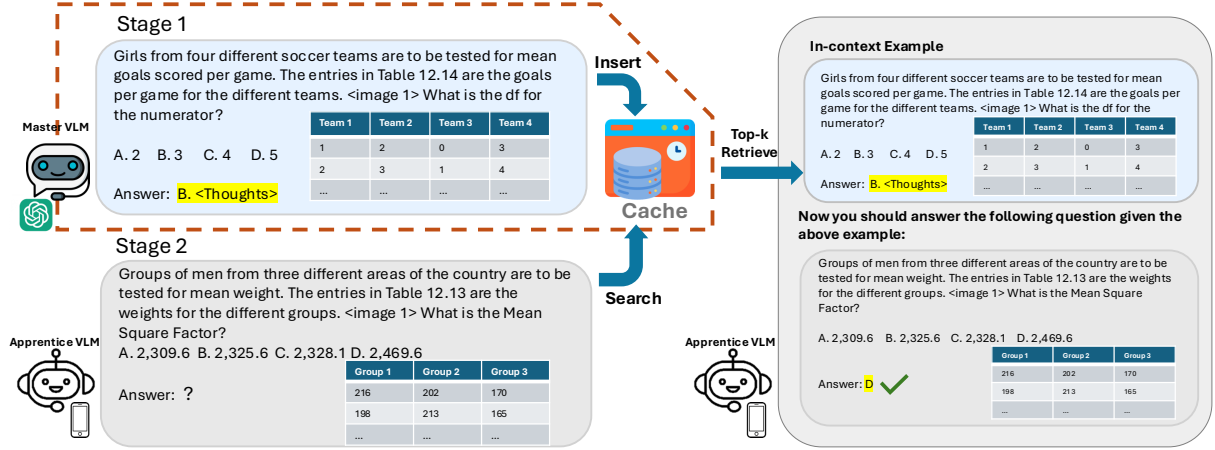 Stage 1
Girls from four different soccer teams are to be tested for mean
goals scored per game. The entries in Table 12.14 are the goals
per game for the different teams. <image 1> What is the df for
the numerator?
Team 1 Team 2 Team 3 Team 4
1 2 0 3
2 3 1 4
... ... ... ...
A. 2 B. 3 C. 4 D. 5
Answer: B. <Thoughts>
Master VLM
Insert
Cache
Top-k
Retrieve
Search
Stage 2
Groups of men from three different areas of the country are to be
tested for mean weight. The entries in Table 12.13 are the
weights for the different groups. <image 1> What is the Mean
Square Factor?
A. 2,309.6 B. 2,325.6 C. 2,328.1 D. 2,469.6
Group 1 Group 2 Group 3
216 202 170
198 213 165
... ... ...
Answer: ?
Apprentice VLM
In-context Example
Girls from four different soccer teams are to be tested for mean
goals scored per game. The entries in Table 12.14 are the goals per
game for the different teams. <image 1> What is the df for the
numerator?
Team 1 Team 2 Team 3 Team 4
1 2 0 3
2 3 1 4
... ... ... ...
A. 2 B. 3 C. 4 D. 5
Answer: B. <Thoughts>
Now you should answer the following question given the
above example:
Groups of men from three different areas of the country are to be
tested for mean weight. The entries in Table 12.13 are the weights
for the different groups. <image 1> What is the Mean Square
Factor?
A. 2,309.6 B. 2,325.6 C. 2,328.1 D. 2,469.6
Group 1 Group 2 Group 3
216 202 170
198 213 165
... ... ...
Answer: D
Apprentice VLM